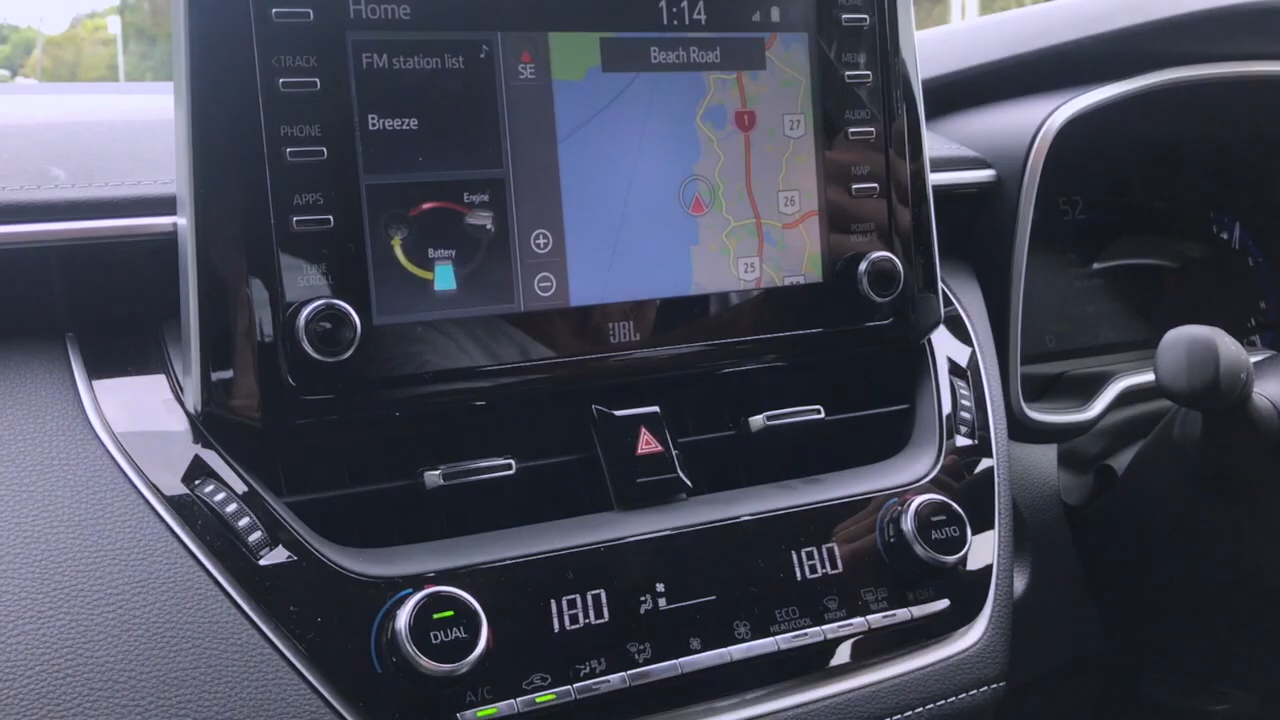 Home
1:14
HOME
<TRACK
FM station list
SE
Beach Road
MENU
PHONE
Breeze
1
27
AUDIO
APPS
Engine
26
MAP
Battery
25
POWER
VOLUME
TUNE
SCROLL
JBL
52
D
H
AUTO
18.0
18.0
DUAL
ECO
HEAT/COOL
FRONT
REAR
OFF
A/C